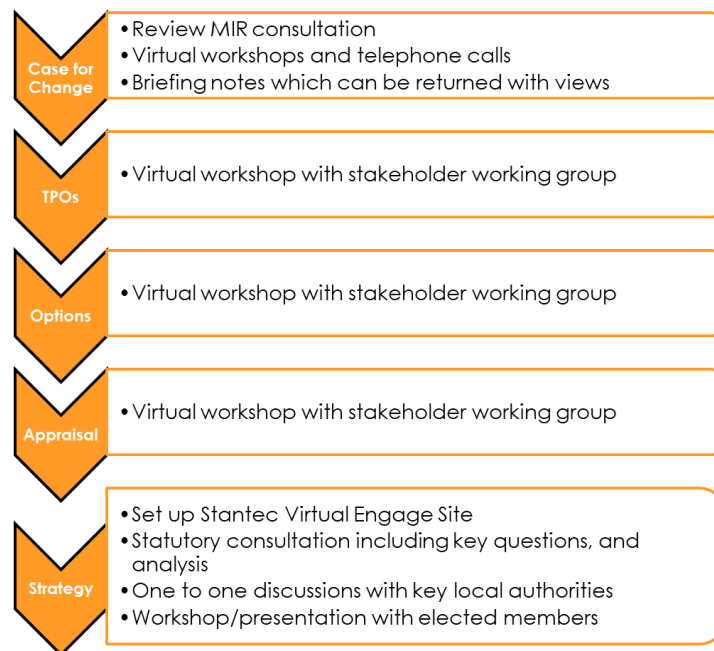 Case for
Change
•Review MIR consultation
•Virtual workshops and telephone calls
•Briefing notes which can be returned with views
TPOs
•Virtual workshop with stakeholder working group
Options
•Virtual workshop with stakeholder working group
Appraisal
•Virtual workshop with stakeholder working group
Strategy
•Set up Stantec Virtual Engage Site
•Statutory consultation including key questions, and
analysis
•One to one discussions with key local authorities
•Workshop/presentation with elected members